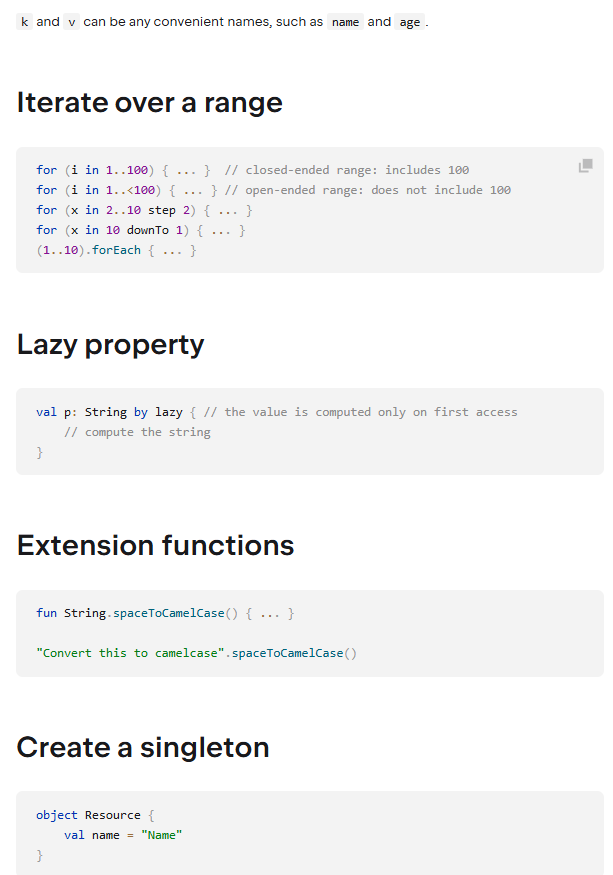 k and v can be any convenient names, such as name and age.
Iterate over a range
for (i in 1..100) { ... }  // closed-ended range: includes 100
for (i in 1..<100) { ... } // open-ended range: does not include 100
for (x in 2..10 step 2) { ... }
for (x in 10 downTo 1) { ... }
(1..10).forEach { ... }
Lazy property
val p: String by lazy { // the value is computed only on first access
    // compute the string
}
Extension functions
fun String.spaceToCamelCase() { ... }
"Convert this to camelcase".spaceToCamelCase()
Create a singleton
object Resource {
    val name = "Name"
}